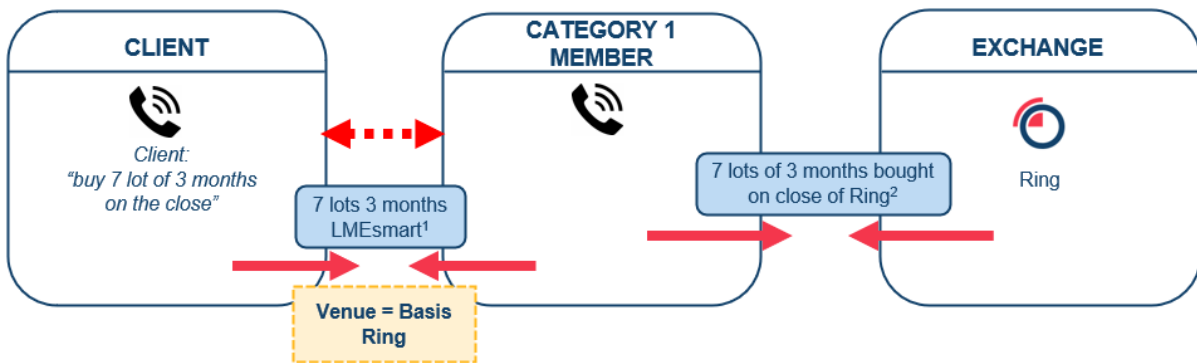 CLIENT
Client:
“buy 7 lot of 3 months
on the close”
7 lots 3 months
LMEsmart¹
Venue = Basis
Ring
CATEGORY 1
MEMBER
7 lots of 3 months bought
on close of Ring²
EXCHANGE
Ring